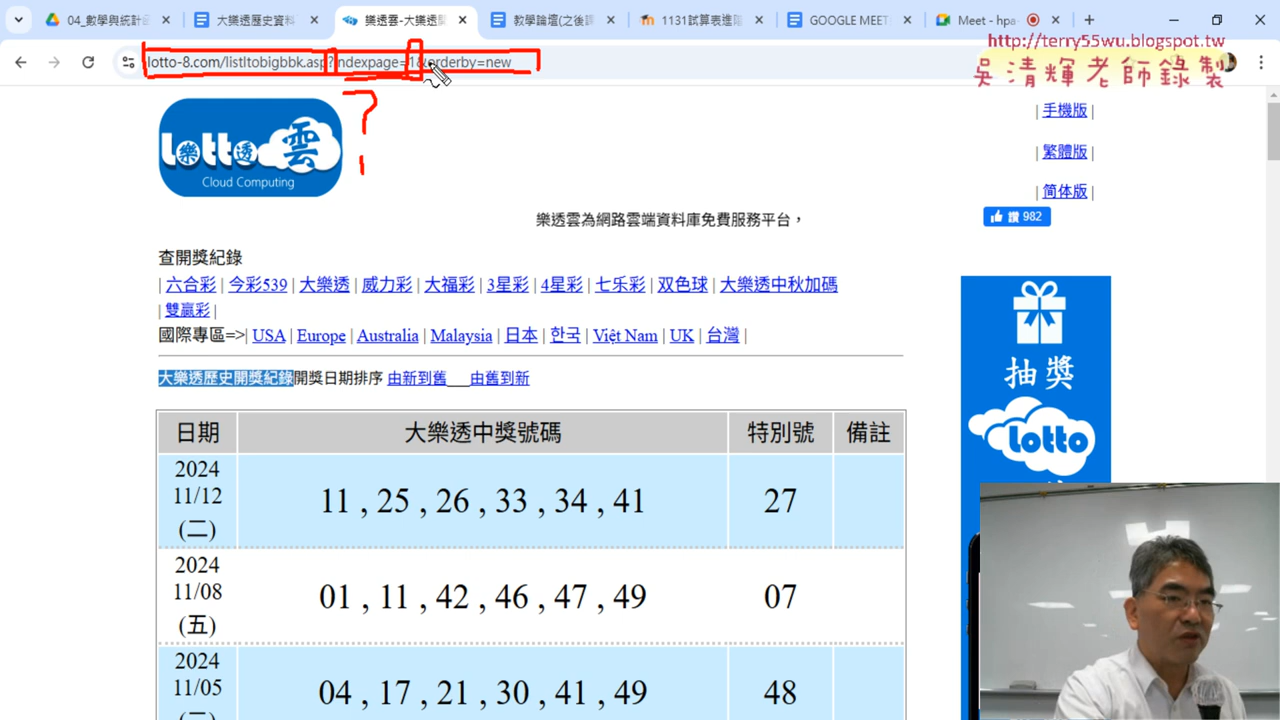 04_數學與統計函
大樂透歷史資料
樂透雲-大樂透歷
教學論壇(之後課
1131試算表進階
GOOGLE MEET
Meet - hpa
http://terry55wu.blogspot.tw
吳清輝老師錄製
lotto-8.com/listltobigbbk.asp?indexpage=1&orderby=new
?
lotto雲
樂
透
Cloud Computing
| 手機版 |
| 繁體版 |
| 简体版 |
讚 982
樂透雲為網路雲端資料庫免費服務平台，
查開獎紀錄
| 六合彩 | 今彩539 | 大樂透 | 威力彩 | 大福彩 | 3星彩 | 4星彩 | 七乐彩 | 双色球 | 大樂透中秋加碼
| 雙贏彩 |
國際專區=>| USA | Europe | Australia | Malaysia | 日本 | 한국 | Việt Nam | UK | 台灣 |
大樂透歷史開獎紀錄開獎日期排序 由新到舊 由舊到新
日期 大樂透中獎號碼 特別號 備註
2024
11/12
(二)
11 , 25 , 26 , 33 , 34 , 41
27
2024
11/08
(五)
01 , 11 , 42 , 46 , 47 , 49
07
2024
11/05
04 , 17 , 21 , 30 , 41 , 49
48
抽獎
lotto